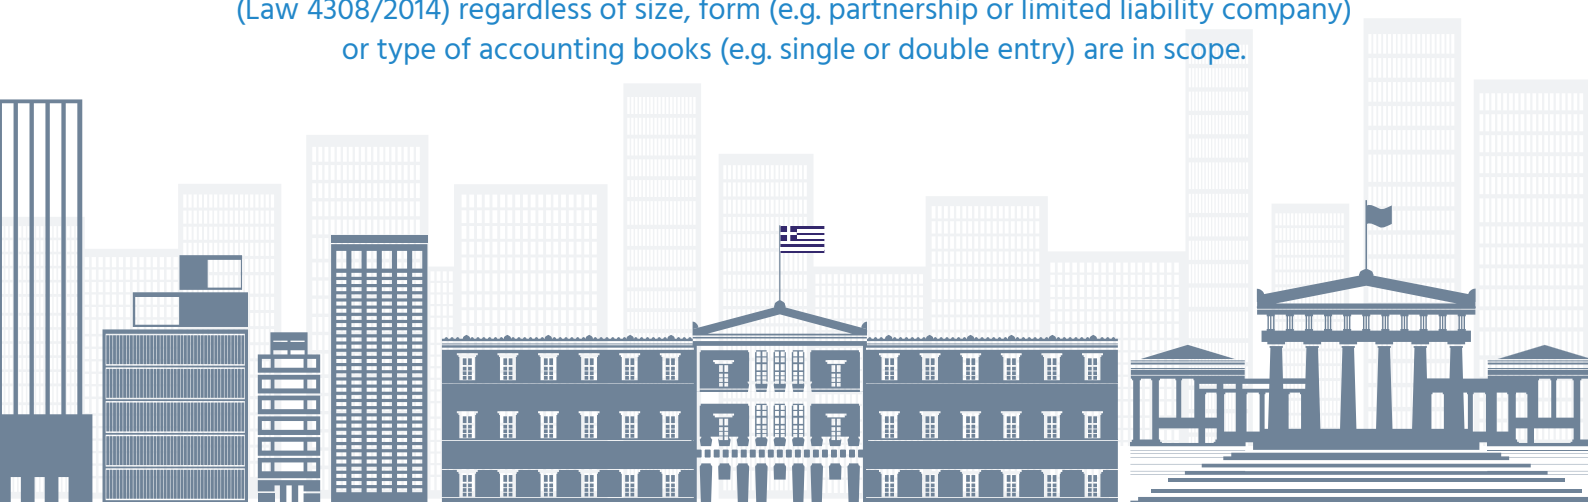 (Law 4308/2014) regardless of size, form (e.g. partnership or limited liability company)
or type of accounting books (e.g. single or double entry) are in scope.